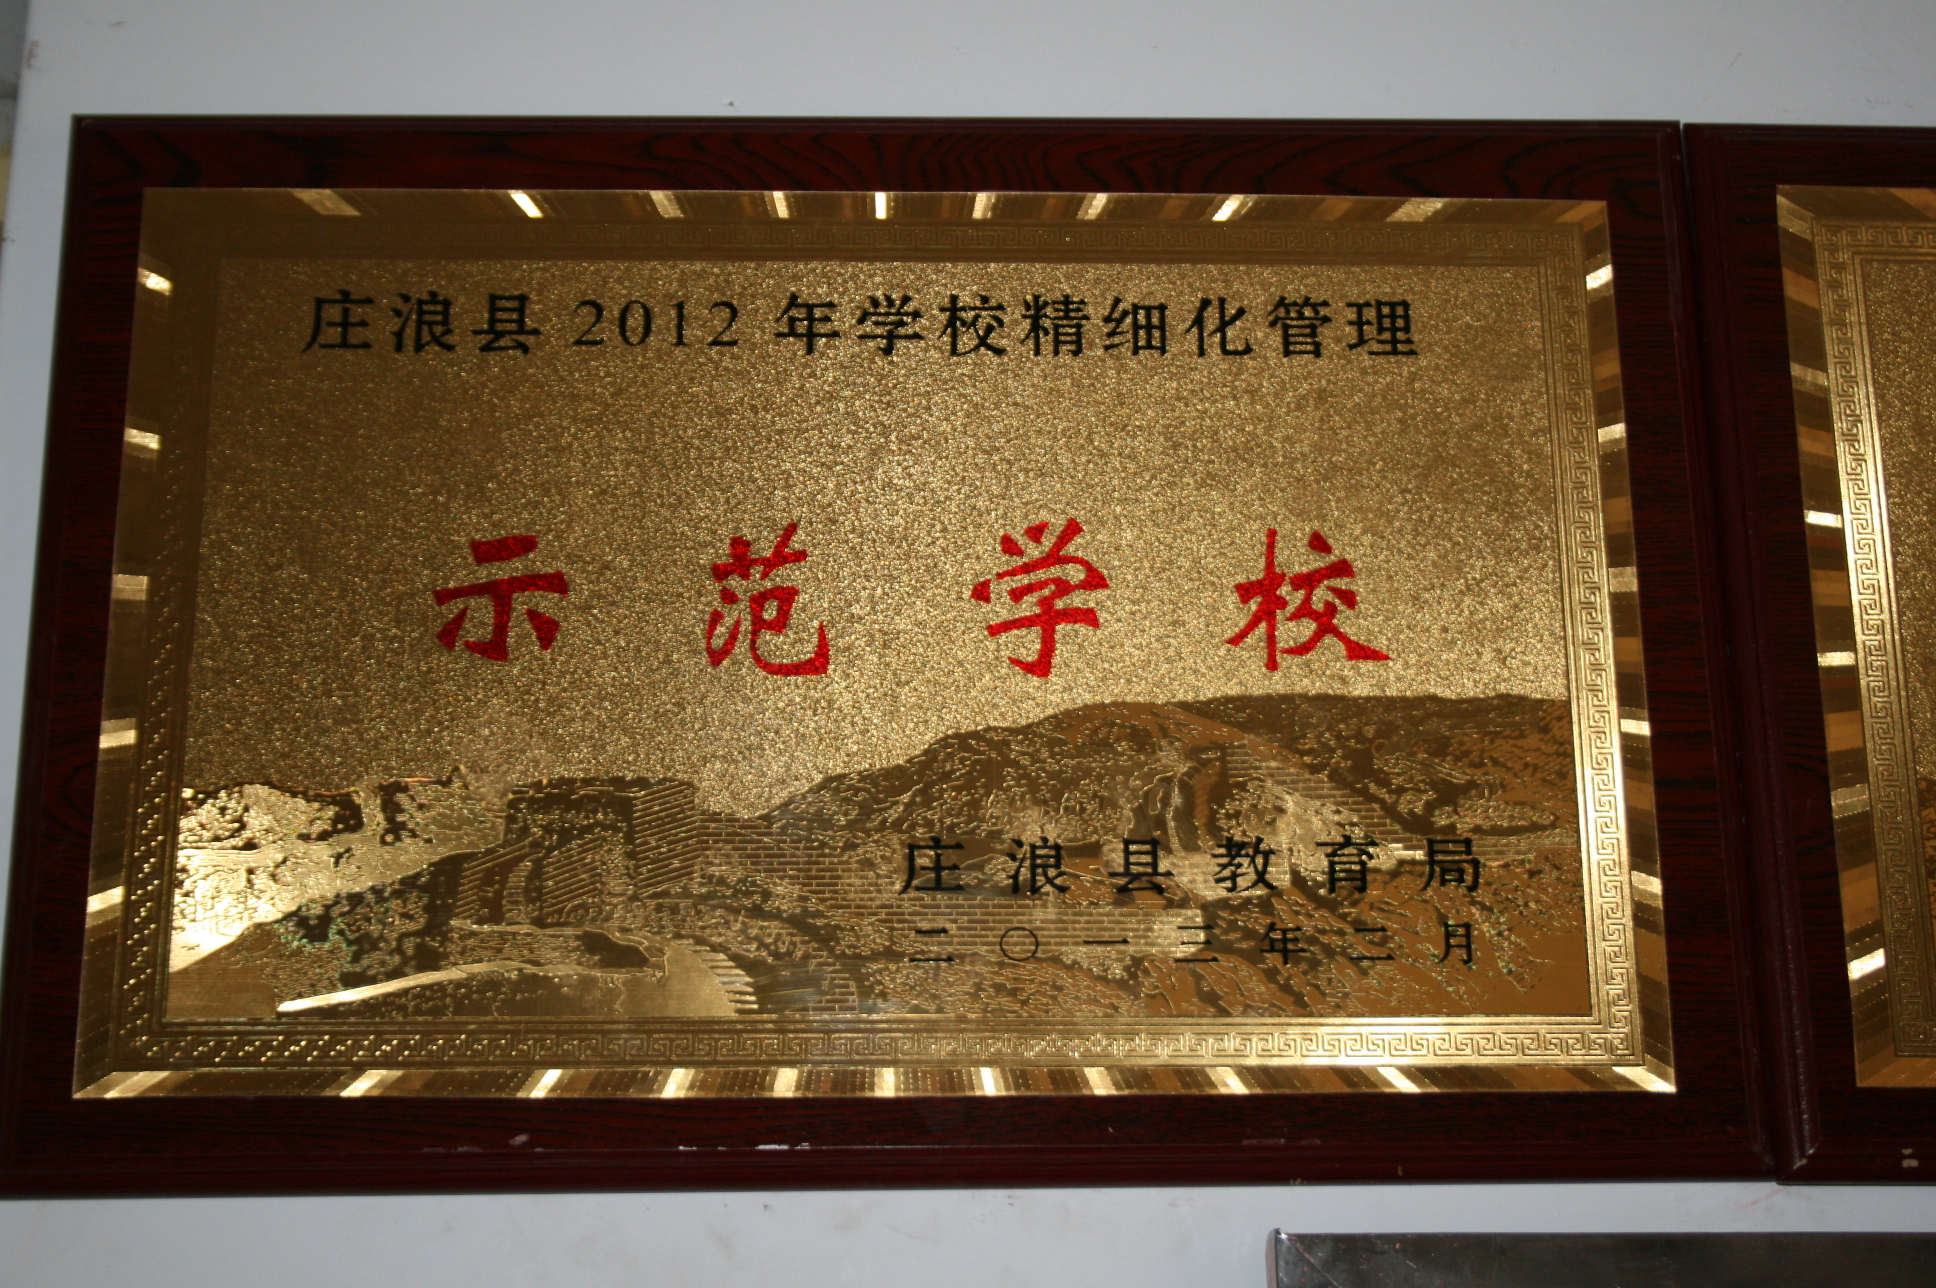 庄浪县2012年学校精细化管理
示范学校
庄浪县教育局
二〇一三年二月